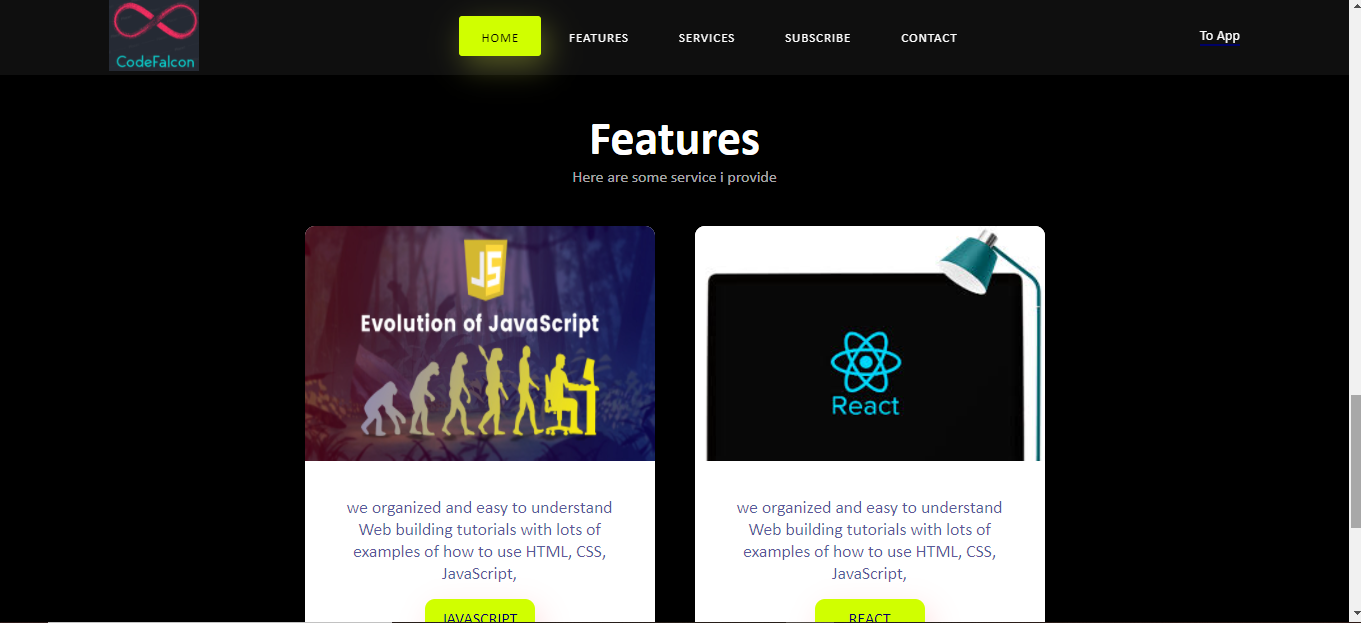 CodeFalcon
HOME FEATURES SERVICES SUBSCRIBE CONTACT To App
Features
Here are some service i provide
JS
Evolution of JavaScript
we organized and easy to understand
Web building tutorials with lots of
examples of how to use HTML, CSS,
JavaScript,
JAVASCRIPT
React
we organized and easy to understand
Web building tutorials with lots of
examples of how to use HTML, CSS,
JavaScript,
REACT